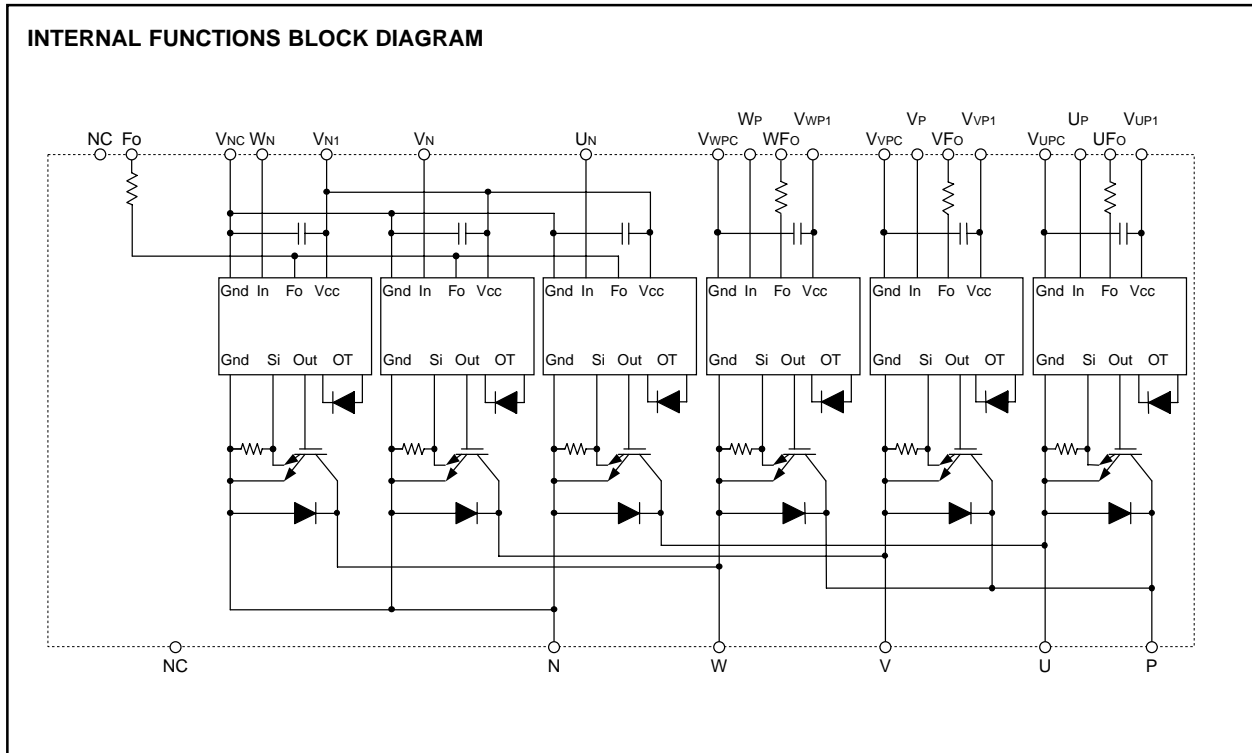 INTERNAL FUNCTIONS BLOCK DIAGRAM
WP VWP1 VP VVP1 UP VUP1
NC FO VNC WN VN1 VN UN VWPC WFO VVPC VFO VUPC UFO
Gnd In Fo Vcc Gnd In Fo Vcc Gnd In Fo Vcc Gnd In Fo Vcc Gnd In Fo Vcc Gnd In Fo Vcc
Gnd Si Out OT Gnd Si Out OT Gnd Si Out OT Gnd Si Out OT Gnd Si Out OT Gnd Si Out OT
NC N W V U P